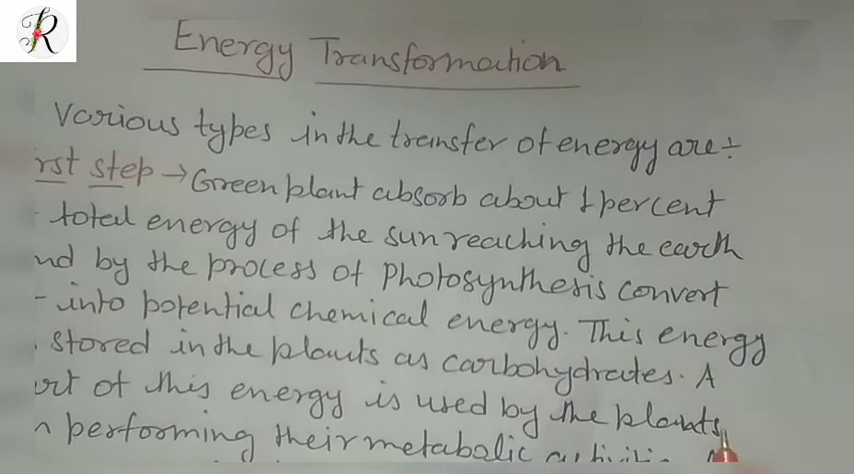 R
Energy Transformation
Various types in the transfer of energy are ÷
rst step → Green plant absorb about 1 percent
total energy of the sun reaching the earth
nd by the process of Photosynthesis convert
- into potential chemical energy. This energy
stored in the plants as carbohydrates. A
art of this energy is used by the plants
n performing their metabolic